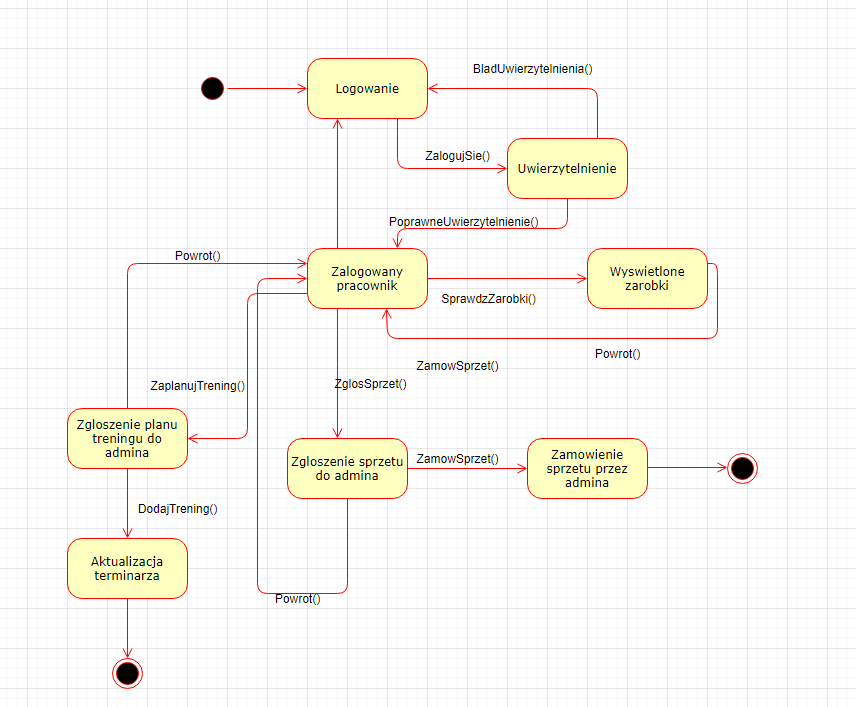 BladUwierzytelnienia()
Logowanie
ZalogujSie()
Uwierzytelnienie
PoprawneUwierzytelnienie()
Powrot()
Zalogowany
pracownik
Wyswietlone
zarobki
SprawdzZarobki()
Powrot()
ZamowSprzet()
ZaplanujTrening()
ZglosSprzet()
Zgloszenie planu
treningu do
admina
Zgloszenie sprzetu
do admina
ZamowSprzet()
Zamowienie
sprzetu przez
admina
DodajTrening()
Aktualizacja
terminarza
Powrot()